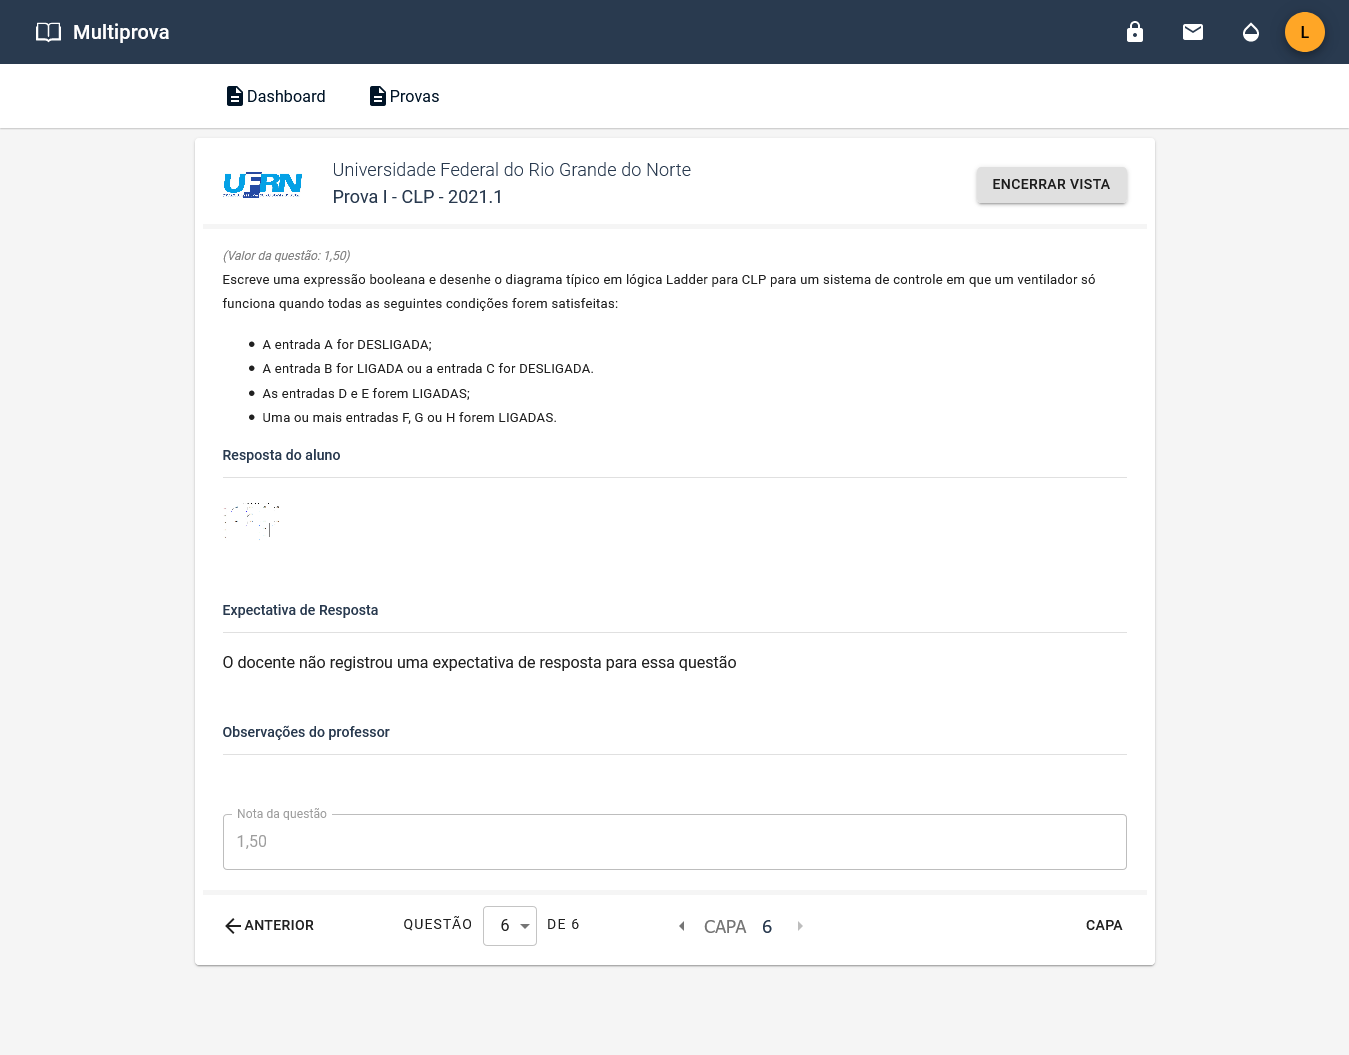 Multiprova
L
Dashboard
Provas
UFRN
Universidade Federal do Rio Grande do Norte
Prova I - CLP - 2021.1
ENCERRAR VISTA
(Valor da questão: 1,50)
Escreve uma expressão booleana e desenhe o diagrama típico em lógica Ladder para CLP para um sistema de controle em que um ventilador só
funciona quando todas as seguintes condições forem satisfeitas:
• A entrada A for DESLIGADA;
• A entrada B for LIGADA ou a entrada C for DESLIGADA.
• As entradas D e E forem LIGADAS;
• Uma ou mais entradas F, G ou H forem LIGADAS.
Resposta do aluno
Expectativa de Resposta
O docente não registrou uma expectativa de resposta para essa questão
Observações do professor
Nota da questão
1,50
ANTERIOR
QUESTÃO 6 DE 6
CAPA 6
CAPA